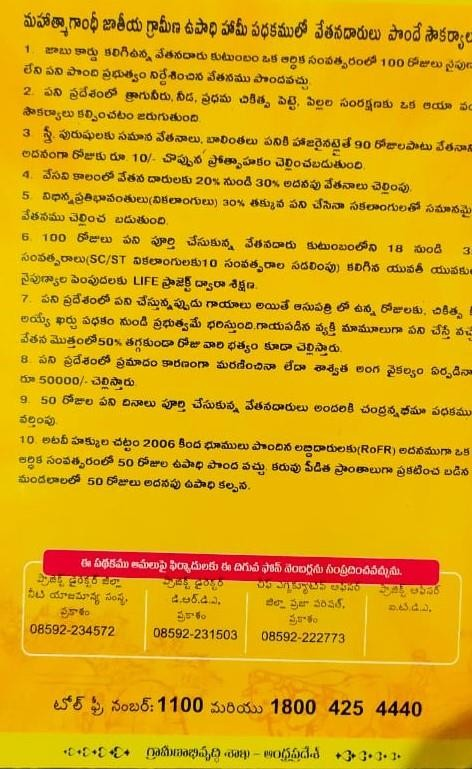 మహాత్మాగాంధీ జాతీయ గ్రామీణ ఉపాధి హామీ పధకములో వేతనదారులు పొందే సౌకర్యాల
1. జాబు కార్డు కలిగిఉన్న వేతనదారు కుటుంబం ఒక ఆర్ధిక సంవత్సరంలో 100 రోజులు నైపుణ
లేని పని పొంది ప్రభుత్వం నిర్దేశించిన వేతనము పొందవచ్చు.
2. పని ప్రదేశంలో త్రాగునీరు, నీడ, ప్రధమ చికిత్స పెట్టె, పిల్లల సంరక్షణకు ఒక ఆయా వ
సౌకర్యాలు కల్పించటం జరుగుతుంది.
3. స్త్రీ, పురుషులకు సమాన వేతనాలు, బాలింతలు పనికి హాజరైనట్లైతే 90 రోజులపాటు వేతనాని
అదనంగా రోజుకు రూ. 10/- చొప్పున ప్రోత్సాహకం చెల్లించబడుతుంది.
4. వేసవి కాలంలో వేతన దారులకు 20% నుండి 30% అదనపు వేతనాలు చెల్లింపు.
5. విభిన్నప్రతిభావంతులు(వికలాంగులు) 30% తక్కువ పని చేసినా సకలాంగులతో సమానమై
వేతనము చెల్లించ బడుతుంది.
6. 100 రోజులు పని పూర్తి చేసుకున్న వేతనదారు కుటుంబంలోని 18 నుండి 3
సంవత్సరాలు(SC/ST వికలాంగులకు10 సంవత్సరాల సడలింపు) కలిగిన యువతీ యువకుల
నైపుణ్యాల పెంపుదలకు LIFE ప్రాజెక్ట్ ద్వారా శిక్షణ.
7. పని ప్రదేశంలో పని చేస్తున్నప్పుడు గాయాలు అయితే ఆసుపత్రి లో ఉన్న రోజులకు, చికిత్స క
అయ్యే ఖర్చు పధకం నుండి ప్రభుత్వమే భరిస్తుంది.గాయపడిన వ్యక్తి మామూలుగా పని చేస్తే వచ్చ
వేతన మొత్తంలో50% తగ్గకుండా రోజు వారి భత్యం కూడా చెల్లిస్తారు.
8. పని ప్రదేశంలో ప్రమాదం కారణంగా మరణించినా లేదా శాశ్వత అంగ వైకల్యం ఏర్పడినా
రూ 50000/- చెల్లిస్తారు.
9. 50 రోజుల పని దినాలు పూర్తి చేసుకున్న వేతనదారులు అందరికి చంద్రన్నభీమా పధకము
వర్తింపు.
10. అటవీ హక్కుల చట్టం 2006 కింద భూములు పొందిన లబ్దిదారులకు(RoFR) అదనముగా ఒక
ఆర్ధిక సంవత్సరంలో 50 రోజుల ఉపాధి పొంద వచ్చు. కరువు పీడిత ప్రాంతాలుగా ప్రకటించ బడిన
మండలాలలో 50 రోజులు అదనపు ఉపాధి కల్పన.
ఈ పథకము అమలుపై ఫిర్యాదులకు ఈ దిగువ ఫోన్ నెంబర్లను సంప్రదించవచ్చును.
ప్రాజెక్ట్ డైరెక్టర్ జిల్లా
నీటి యాజమాన్య సంస్థ,
ప్రకాశం
08592-234572
ప్రాజెక్ట్ డైరెక్టర్
డి.ఆర్.డి.ఎ,
ప్రకాశం
08592-231503
చీఫ్ ఎగ్జిక్యూటివ్ ఆఫీసర్
జిల్లా ప్రజా పరిషత్,
ప్రకాశం
08592-222773
ప్రాజెక్ట్ ఆఫీసర్
ఐ.టి.డి.ఎ,
టోల్ ఫ్రీ నంబర్: 1100 మరియు 1800 425 4440
గ్రామీణాభివృద్ధి శాఖ - ఆంధ్రప్రదేశ్